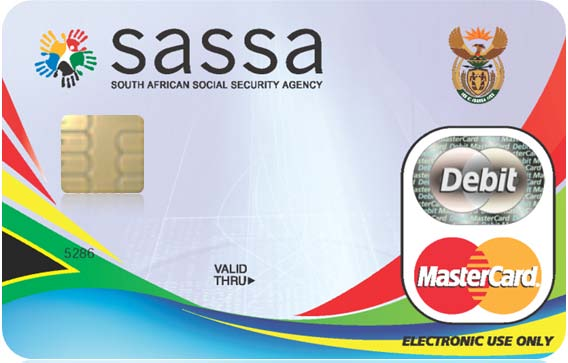 sassa
SOUTH AFRICAN SOCIAL SECURITY AGENCY
Debit
MasterCard
5286
VALID
THRU▶
ELECTRONIC USE ONLY